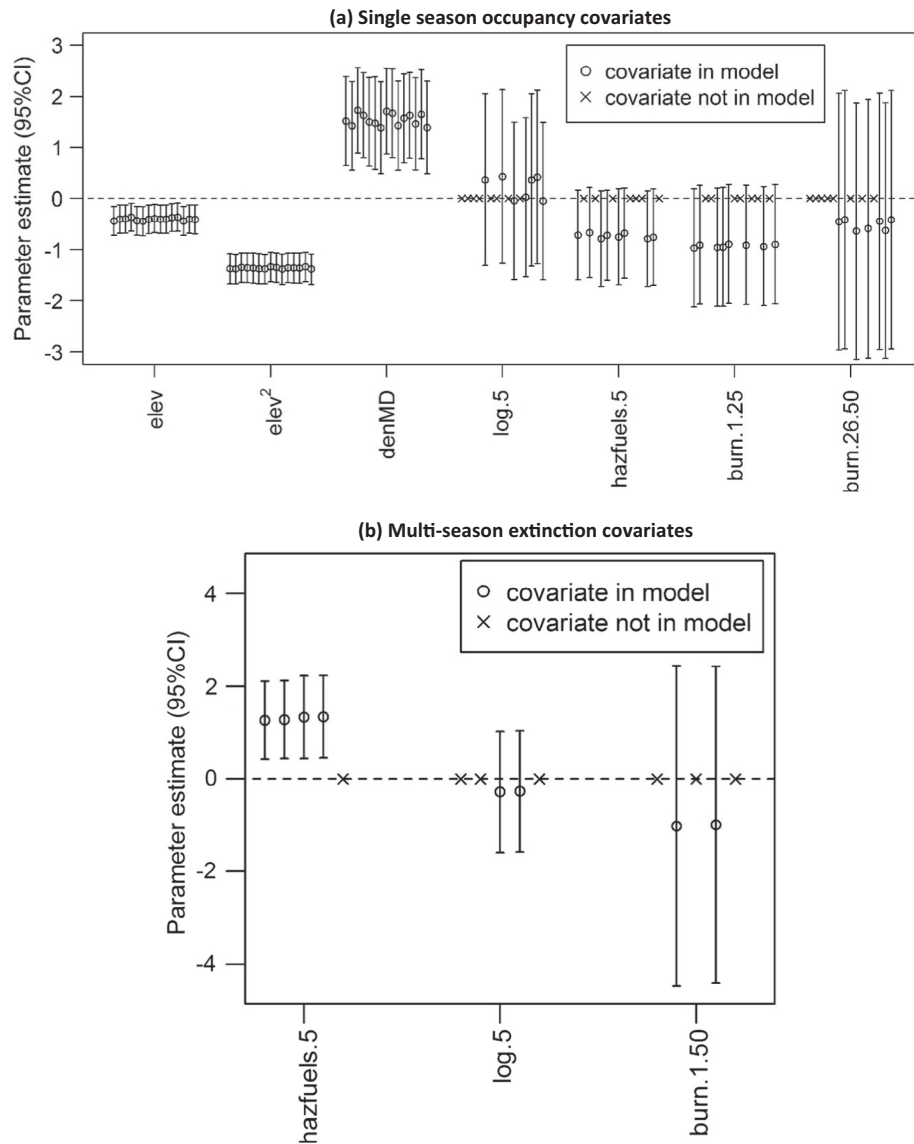 (a) Single season occupancy covariates
Parameter estimate (95%CI)
3
2
1
0
-1
-2
-3
covariate in model
covariate not in model
elev
elev²
denMD
log.5
hazfuels.5
burn.1.25
burn.26.50
(b) Multi-season extinction covariates
Parameter estimate (95%CI)
4
2
0
-2
-4
covariate in model
covariate not in model
hazfuels.5
log.5
burn.1.50